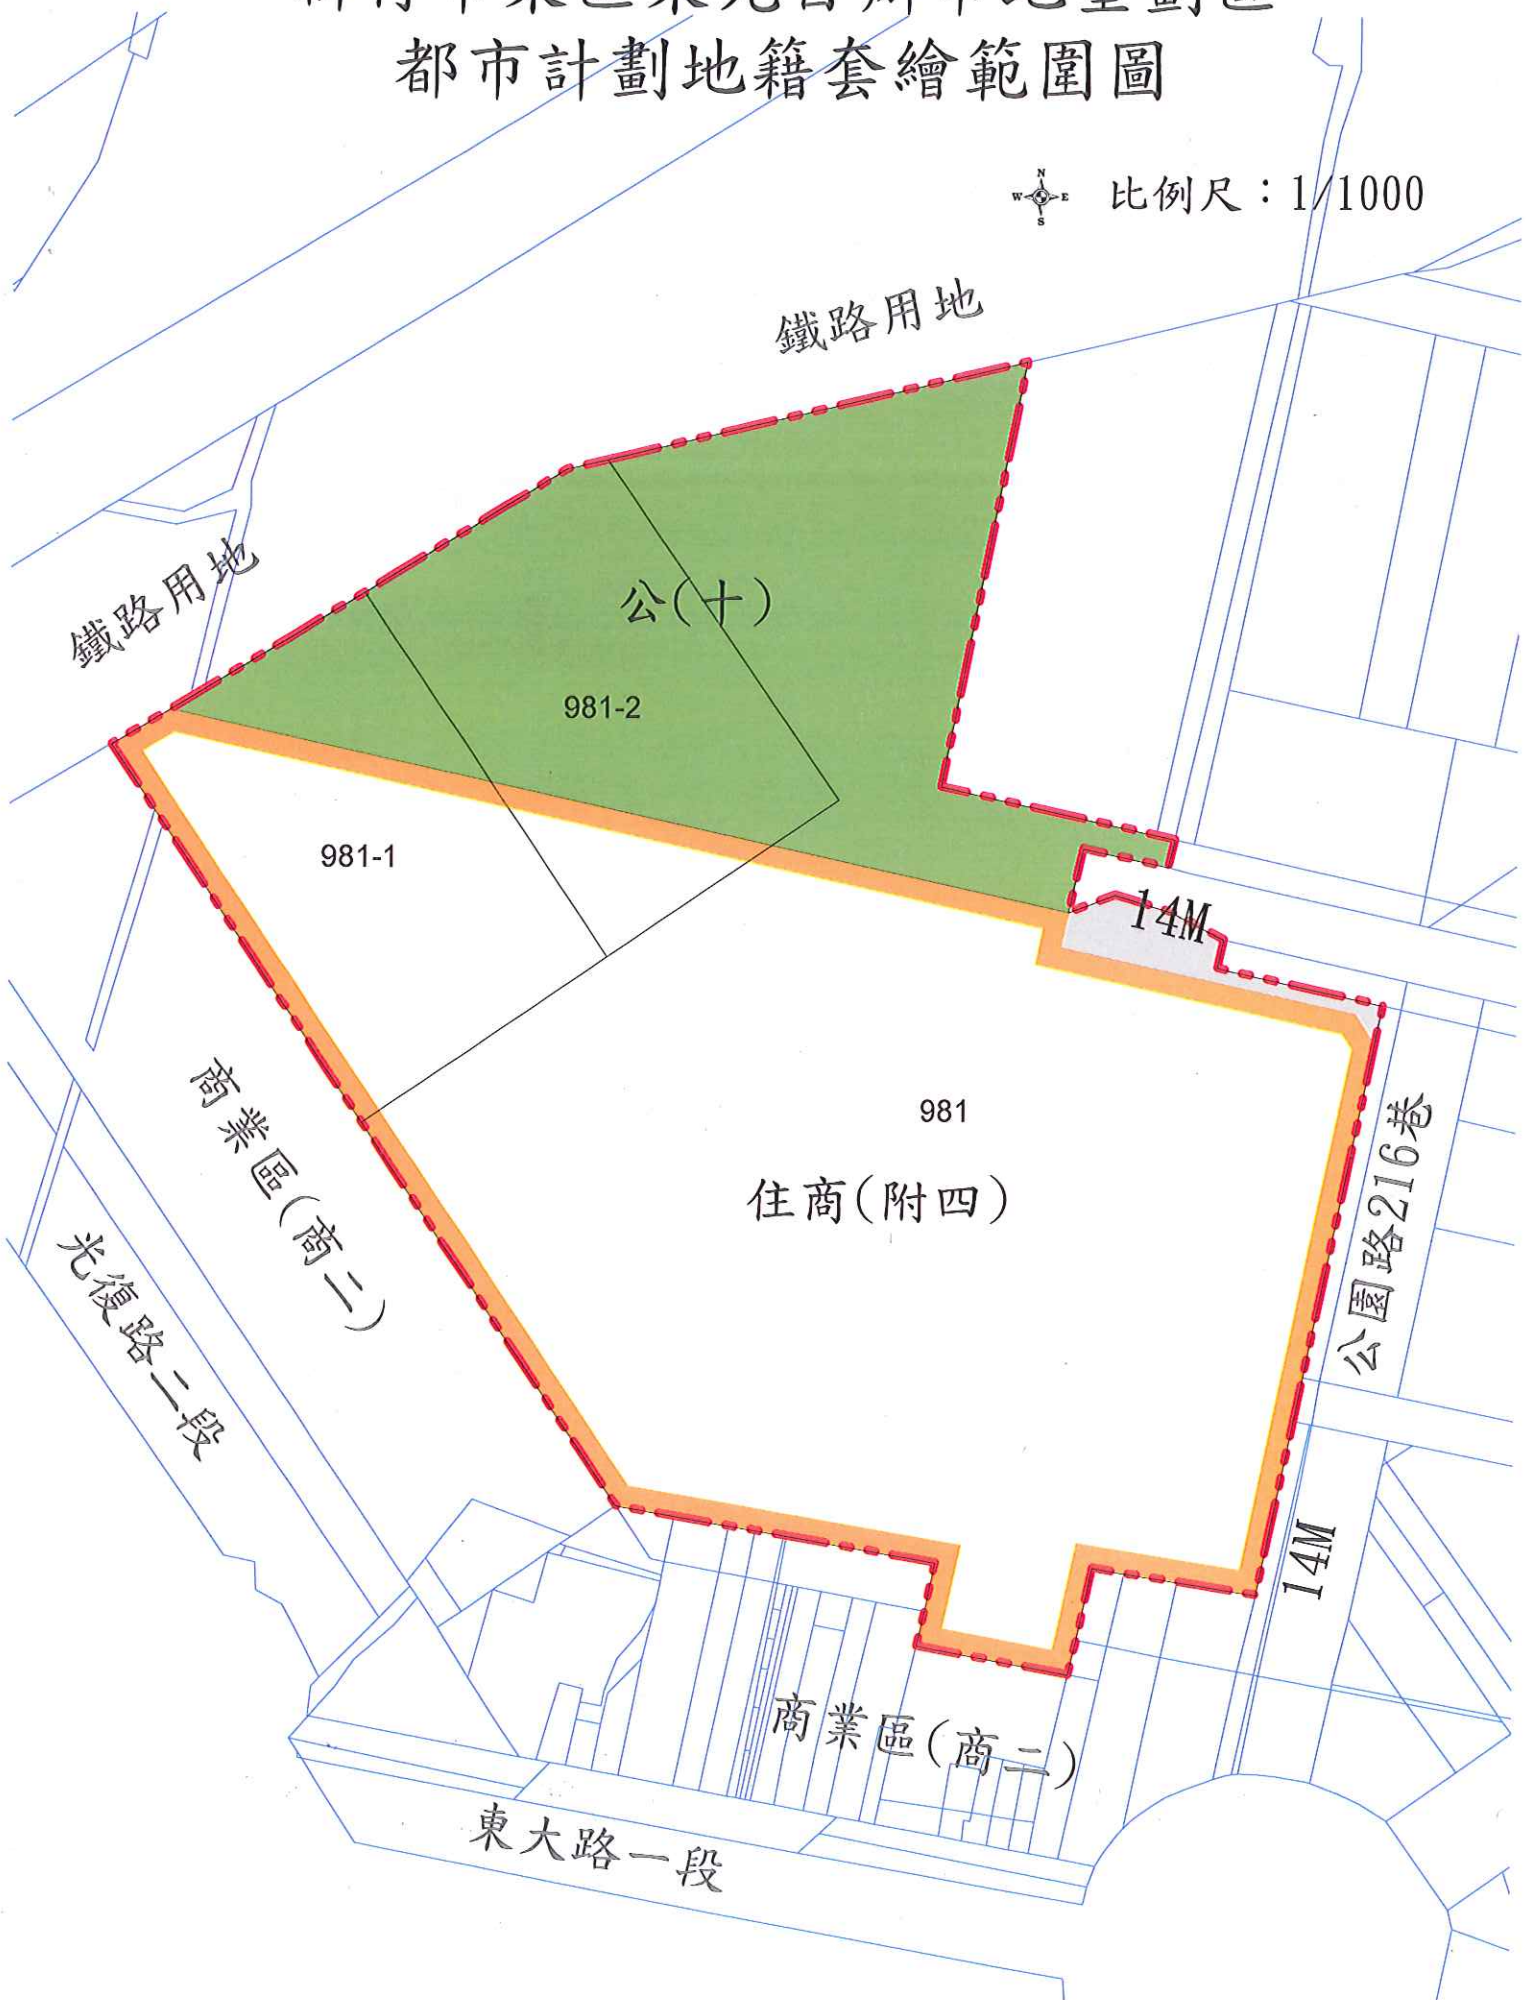 都市計劃地籍套繪範圍圖
N
W E
S
比例尺：1/1000
鐵路用地
鐵路用地
公(十)
981-2
981-1
14M
981
住商(附四)
公園路216巷
商業區(商二)
光復路二段
14M
商業區(商二)
東大路一段